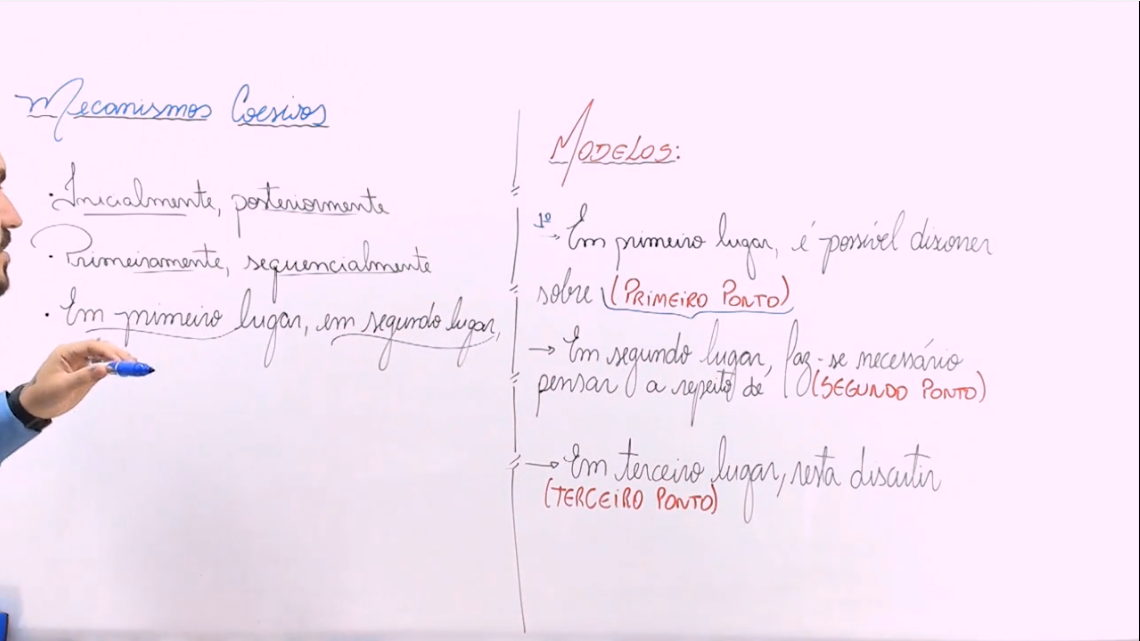 Mecanismos Coesivos
· Inicialmente, posteriormente
· Primeiramente, sequencialmente
· Em primeiro lugar, em segundo lugar,
MODELOS:
1º
→ Em primeiro lugar, é possível discorrer
sobre (PRIMEIRO PONTO)
→ Em segundo lugar, faz-se necessário
pensar a repeito de (SEGUNDO PONTO)
→ Em terceiro lugar, resta discutir
(TERCEIRO PONTO)